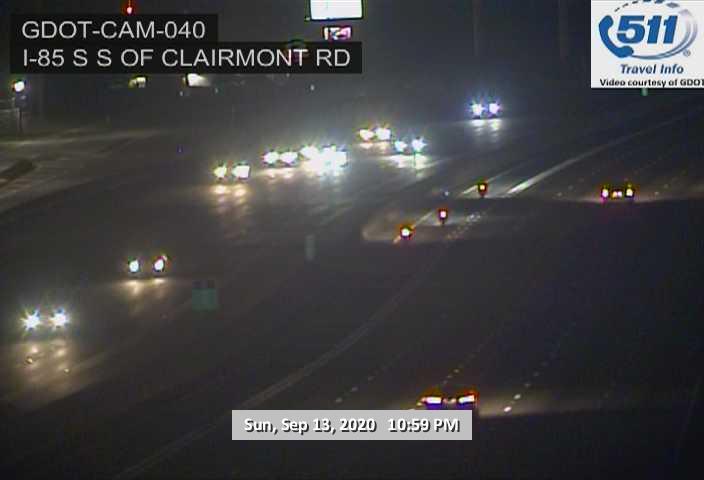 GDOT-CAM-040
I-85 S S OF CLAIRMONT RD
511
Travel Info
Video courtesy of GDOT
Sun, Sep 13, 2020 10:59 PM